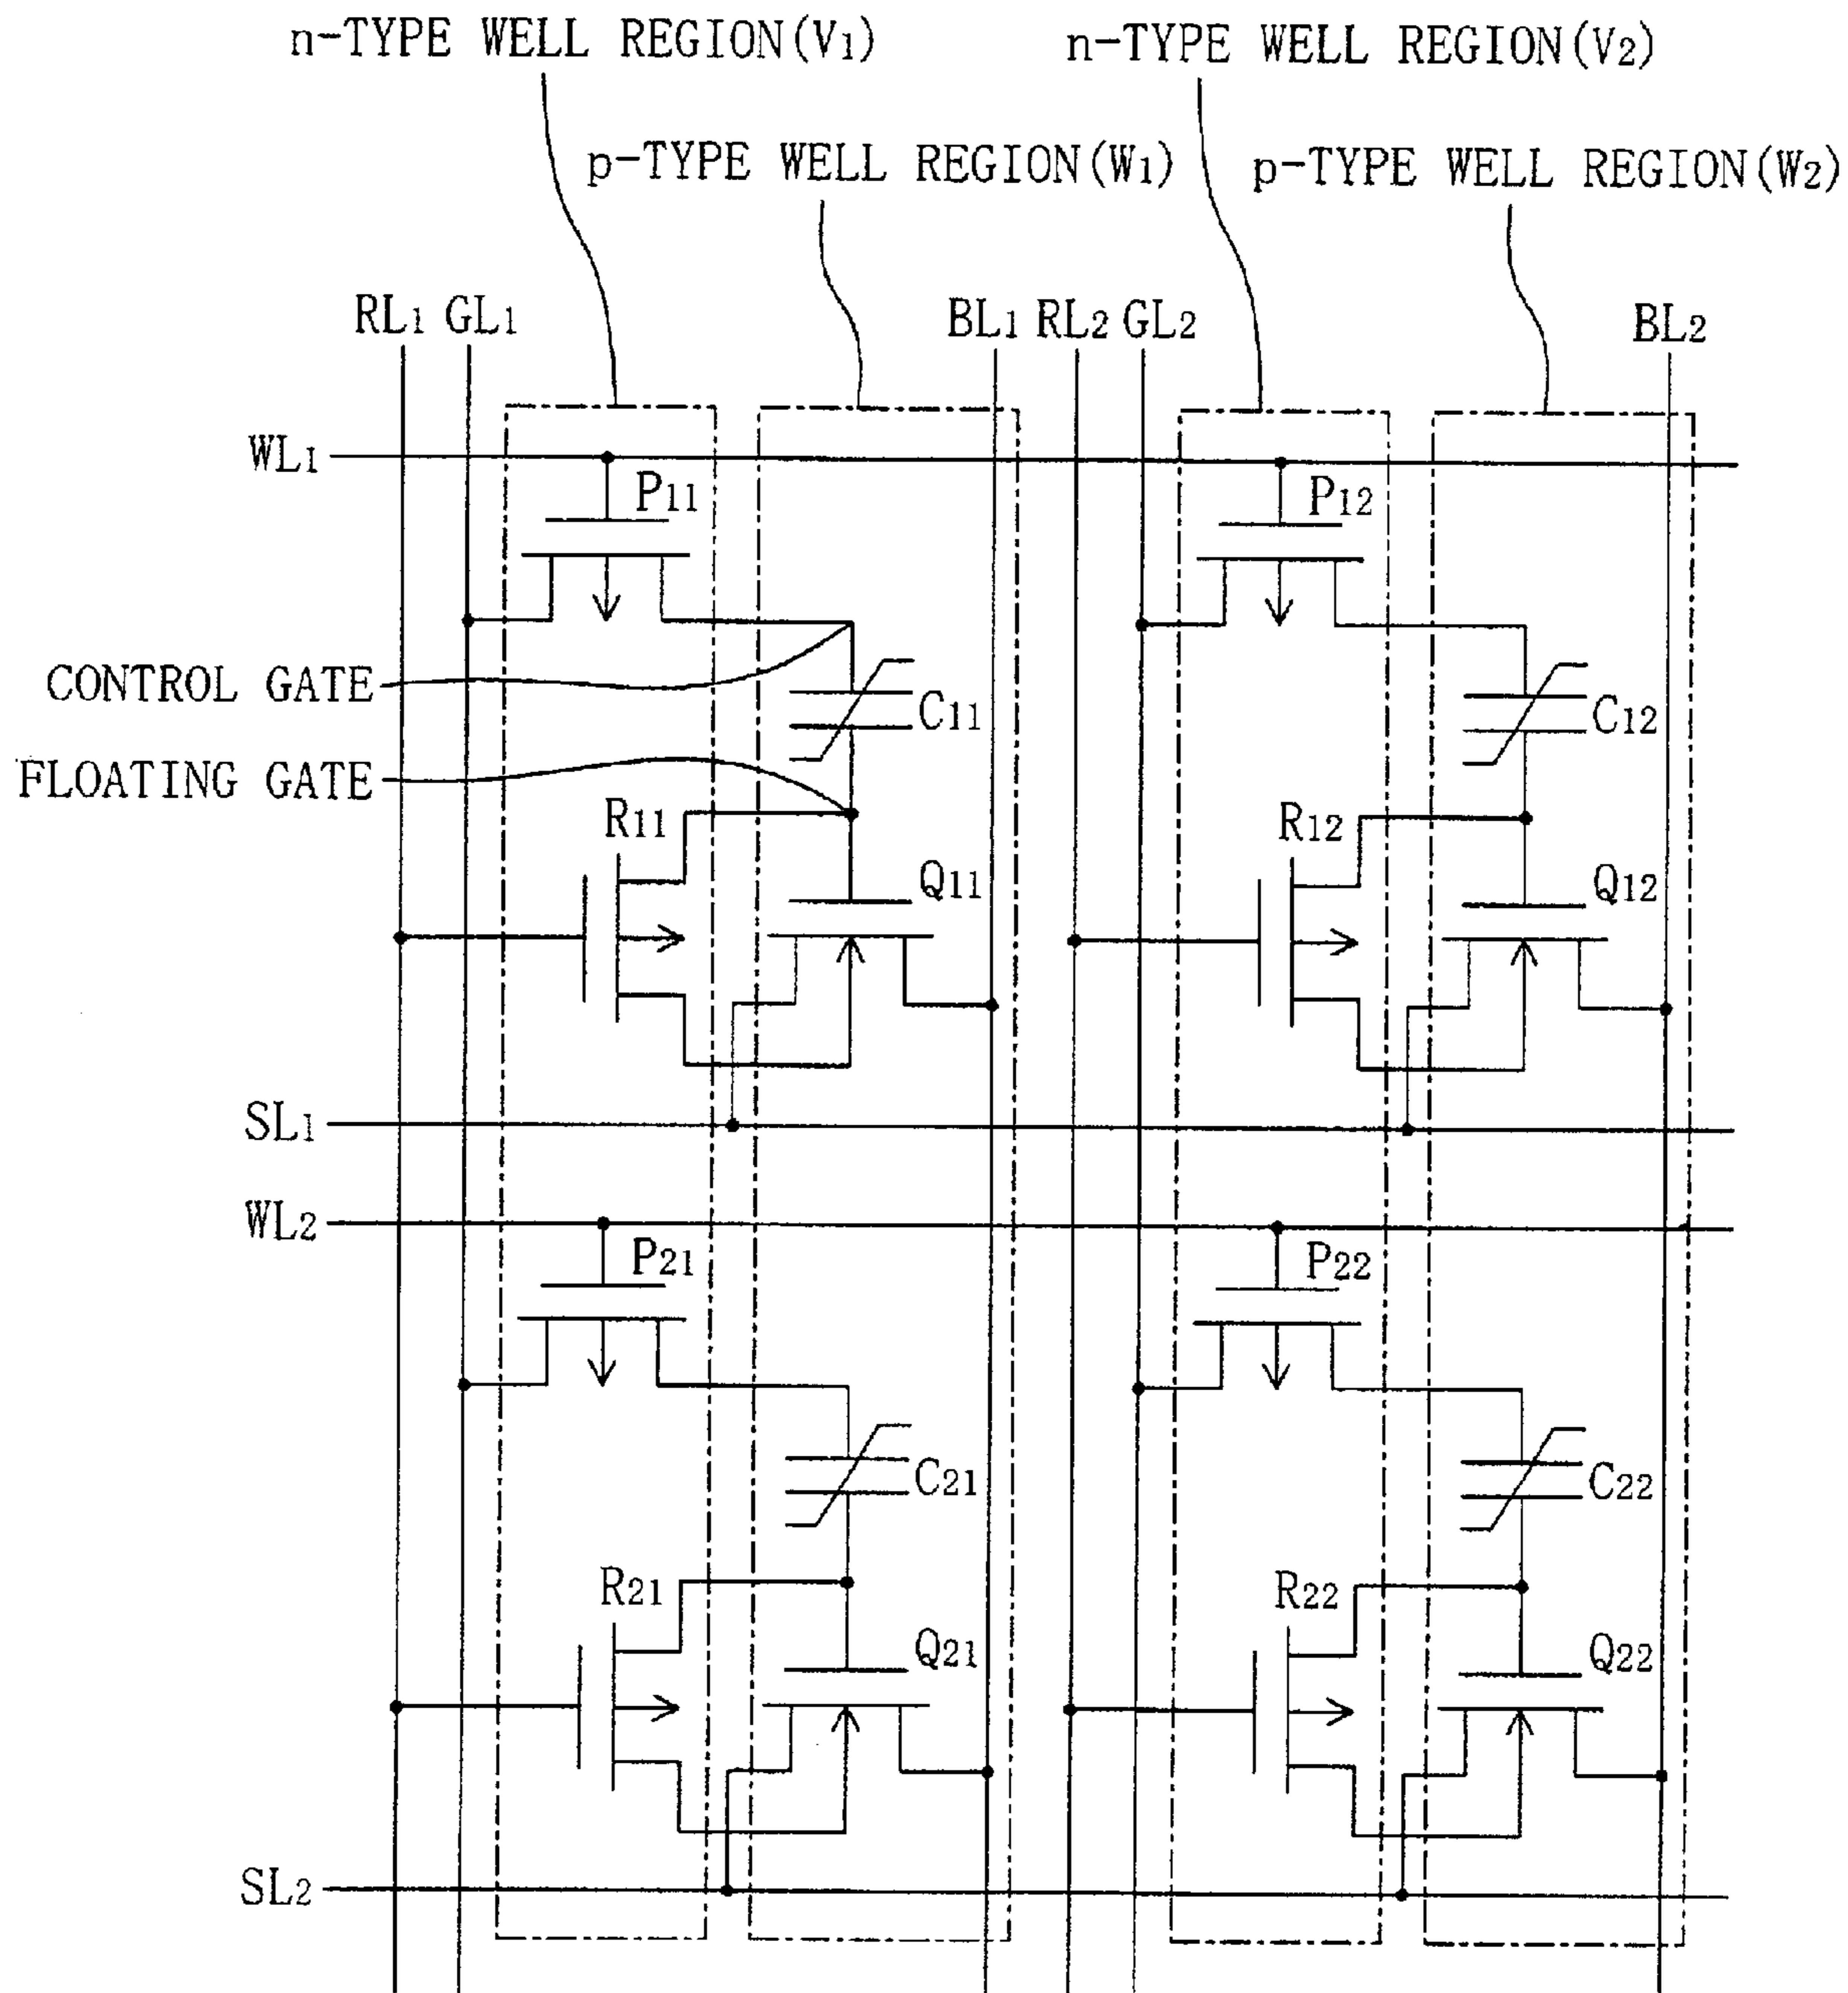 n-TYPE WELL REGION(V1)
n-TYPE WELL REGION(V2)
p-TYPE WELL REGION(W1)
p-TYPE WELL REGION(W2)
RL1 GL1
BL1 RL2 GL2
BL2
WL1
P11
P12
CONTROL GATE
C11
C12
FLOATING GATE
R11
R12
Q11
Q12
SL1
WL2
P21
P22
C21
C22
R21
R22
Q21
Q22
SL2